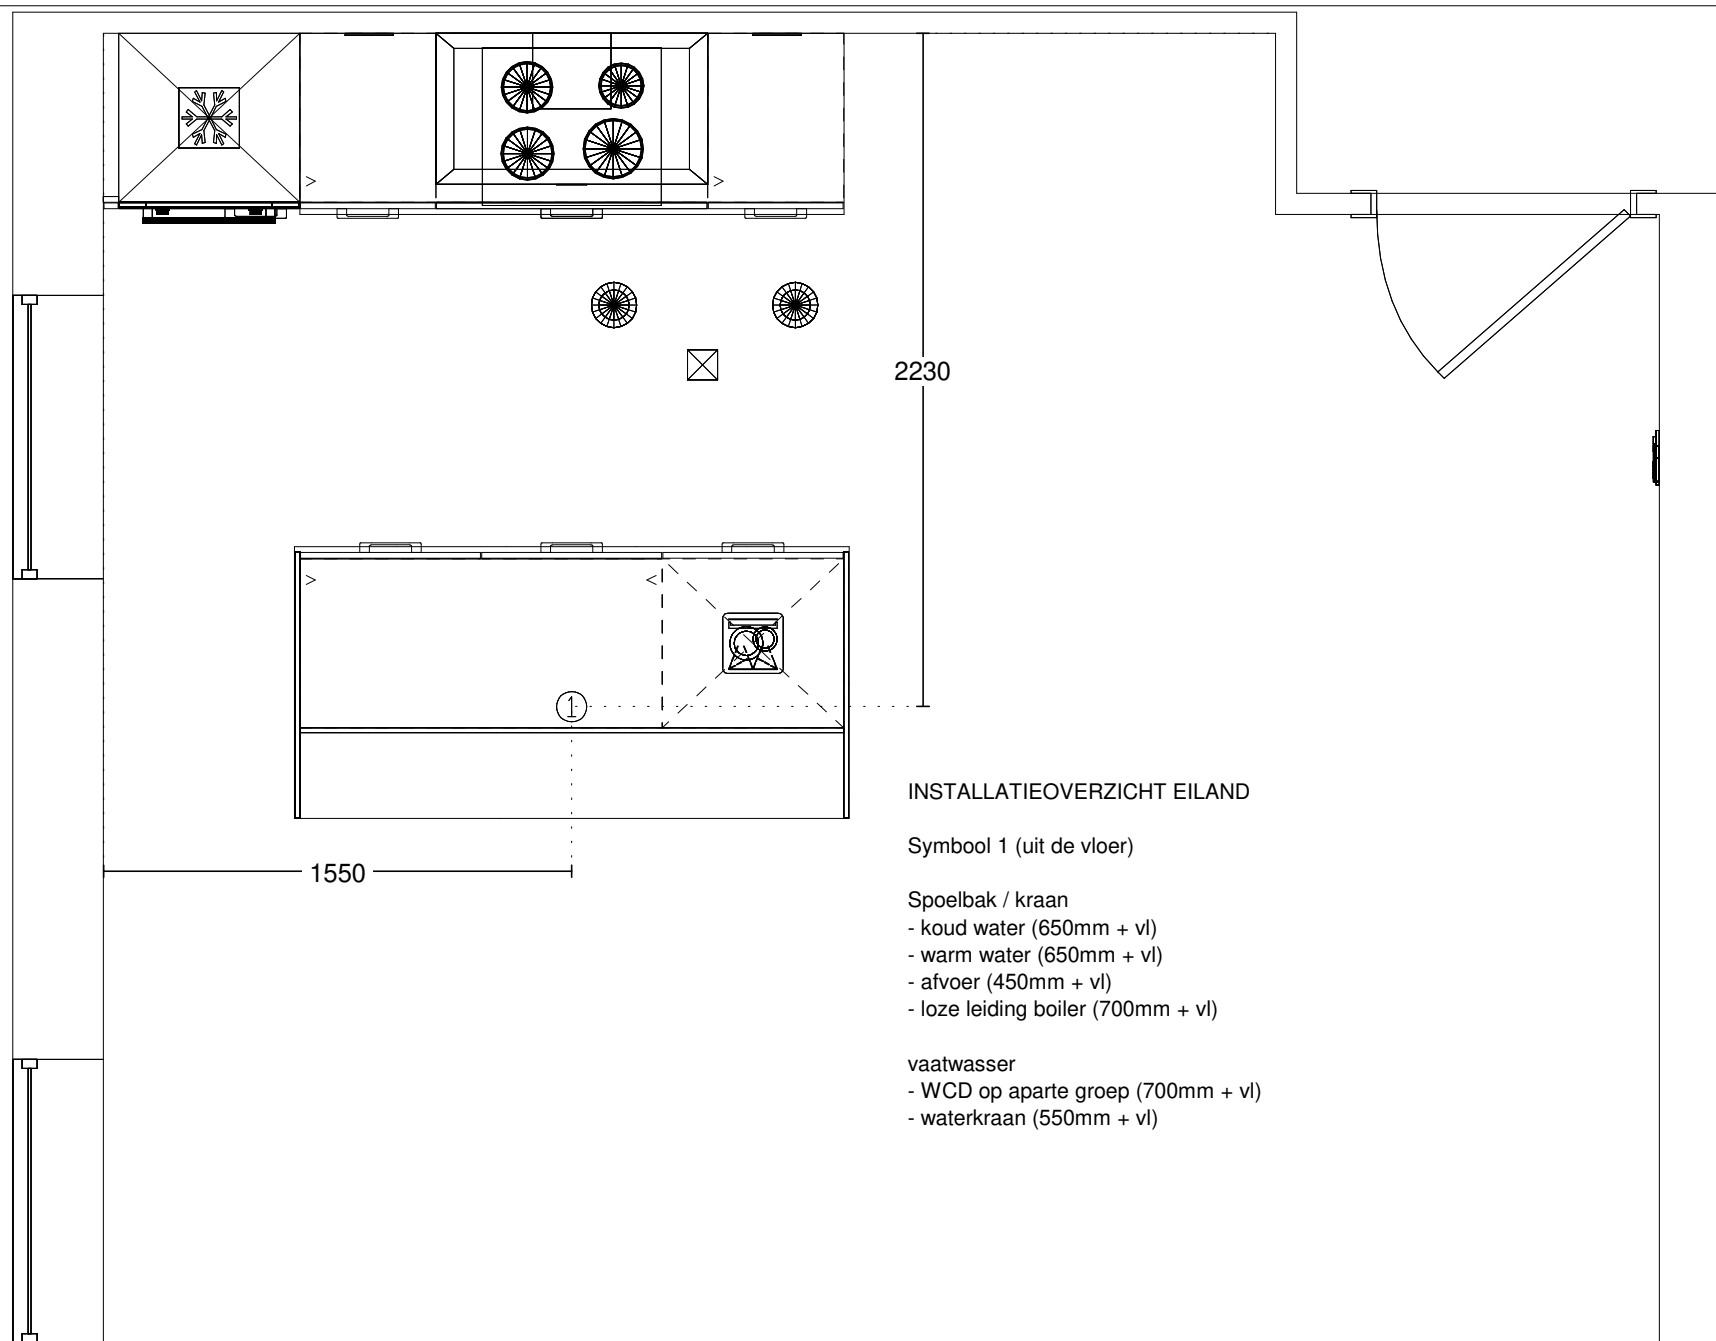 2230
1
1550
INSTALLATIEOVERZICHT EILAND
Symbool 1 (uit de vloer)
Spoelbak / kraan
- koud water (650mm + vl)
- warm water (650mm + vl)
- afvoer (450mm + vl)
- loze leiding boiler (700mm + vl)
vaatwasser
- WCD op aparte groep (700mm + vl)
- waterkraan (550mm + vl)